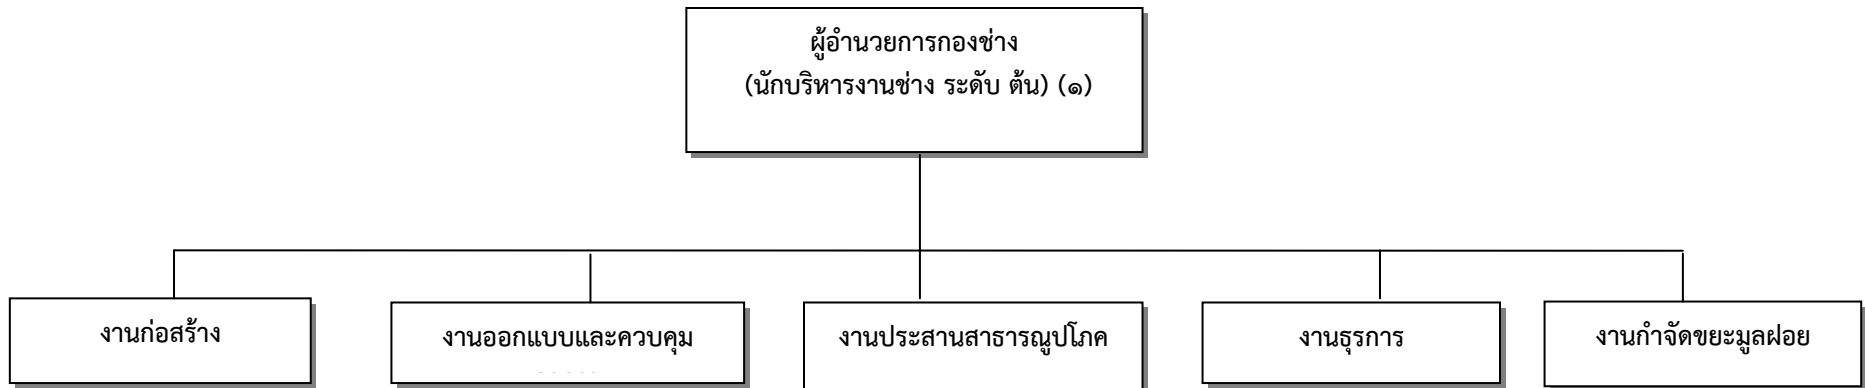 ผู้อำนวยการกองช่าง
(นักบริหารงานช่าง ระดับ ต้น) (๑)
งานก่อสร้าง
งานออกแบบและควบคุม
งานประสานสาธารณูปโภค
งานธุรการ
งานกำจัดขยะมูลฝอย